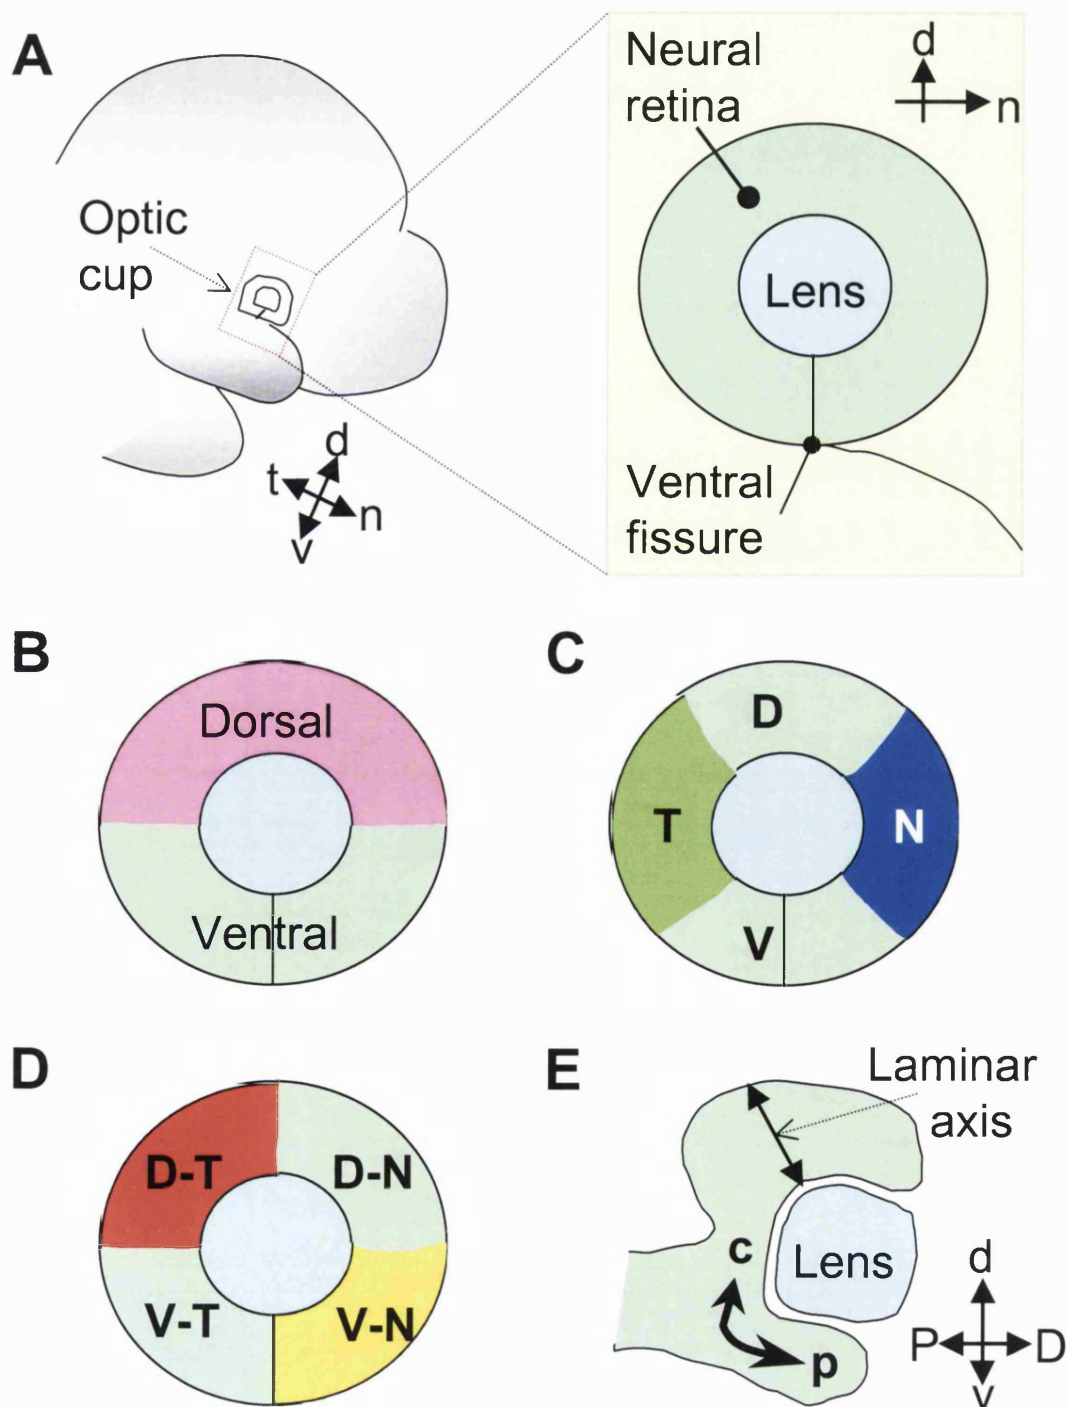 A
Optic
cup
d
t
n
v
Neural
retina
d
n
Lens
Ventral
fissure
B
Dorsal
Ventral
C
D
T
N
V
D
D-T
D-N
V-T
V-N
E
Laminar
axis
c
Lens
p
d
P
D
v